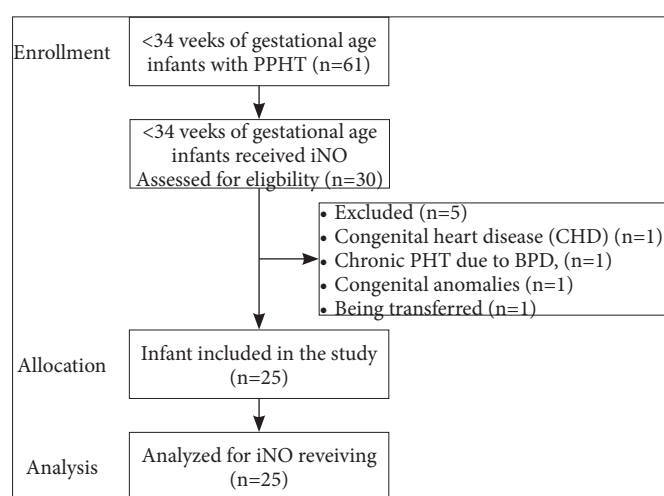 Enrollment
<34 veeks of gestational age
infants with PPHT (n=61)
<34 veeks of gestational age
infants received iNO
Assessed for eligbility (n=30)
• Excluded (n=5)
• Congenital heart disease (CHD) (n=1)
• Chronic PHT due to BPD, (n=1)
• Congenital anomalies (n=1)
• Being transferred (n=1)
Allocation
Infant included in the study
(n=25)
Analysis
Analyzed for iNO reveiving
(n=25)